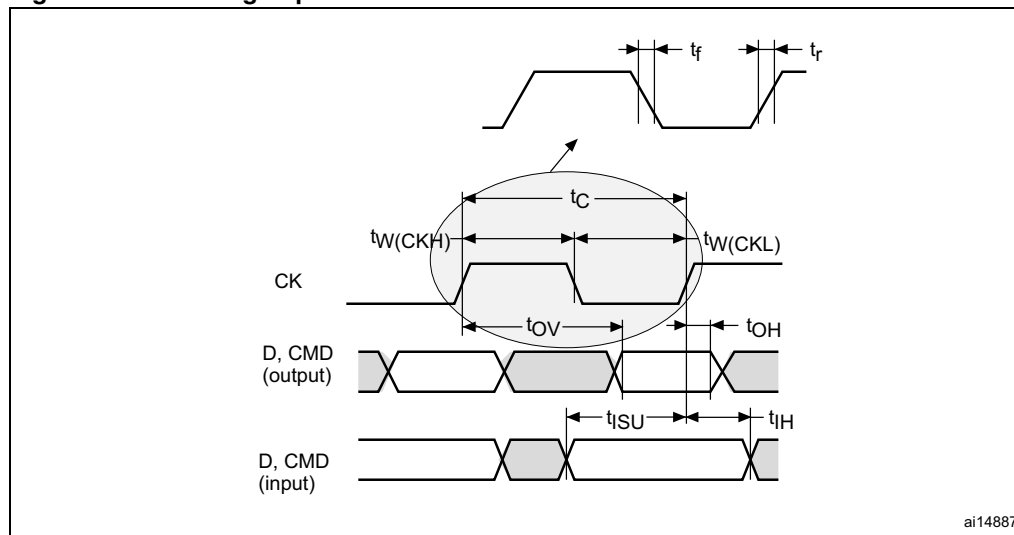 tf
tr
tC
tW(CKH)
tW(CKL)
CK
tOV
tOH
D, CMD
(output)
tISU
tIH
D, CMD
(input)
ai14887